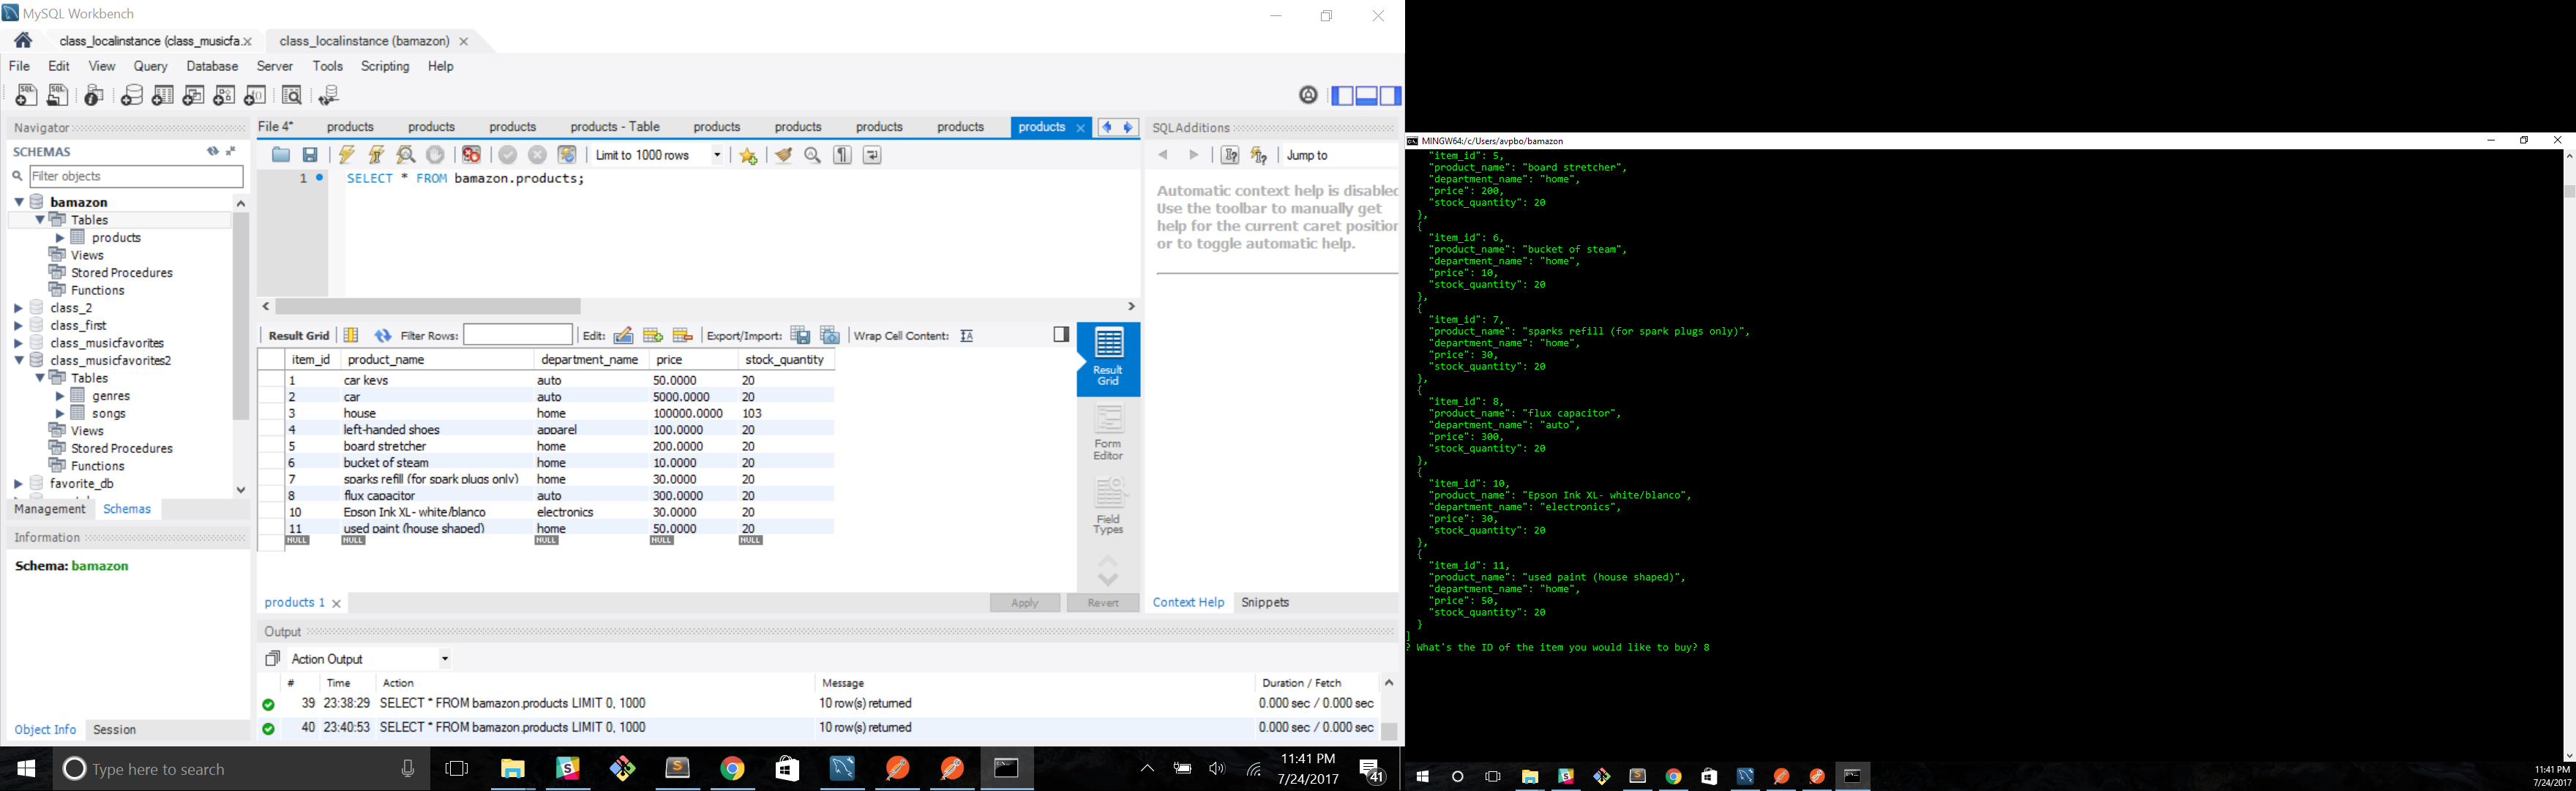 MySQL Workbench
class_localinstance (class_musicfa.x
class_localinstance (bamazon) ×
File Edit View Query Database Server Tools Scripting Help
Navigator
SCHEMAS
Filter objects
bamazon
Tables
products
Views
Stored Procedures
Functions
class_2
class_first
class_musicfavorites
class_musicfavorites2
Tables
genres
songs
Views
Stored Procedures
Functions
favorite_db
Management Schemas
Information
Schema: bamazon
Object Info Session
File 4* products products products products - Table products products products products products ×
Limit to 1000 rows
1 SELECT * FROM bamazon.products;
Result Grid Filter Rows: Edit: Export/Import: Wrap Cell Content:
item_id product_name department_name price stock_quantity
1 car keys auto 50.0000 20
2 car auto 5000.0000 20
3 house home 100000.0000 103
4 left-handed shoes apparel 100.0000 20
5 board stretcher home 200.0000 20
6 bucket of steam home 10.0000 20
7 sparks refill (for spark plugs only) home 30.0000 20
8 flux capacitor auto 300.0000 20
10 Epson Ink XL- white/blanco electronics 30.0000 20
11 used paint (house shaped) home 50.0000 20
NULL NULL NULL NULL NULL
Result
Grid
Form
Editor
Field
Types
products 1 × Apply Revert
SQLAdditions
Jump to
Automatic context help is disabled
Use the toolbar to manually get
help for the current caret position
or to toggle automatic help.
Context Help Snippets
Output
Action Output
# Time Action Message Duration / Fetch
39 23:38:29 SELECT * FROM bamazon.products LIMIT 0, 1000 10 row(s) returned 0.000 sec / 0.000 sec
40 23:40:53 SELECT * FROM bamazon.products LIMIT 0, 1000 10 row(s) returned 0.000 sec / 0.000 sec
Type here to search
11:41 PM
7/24/2017
41
MINGW64:/c/Users/avpbo/bamazon
"item_id": 5,
"product_name": "board stretcher",
"department_name": "home",
"price": 200,
"stock_quantity": 20
},
{
"item_id": 6,
"product_name": "bucket of steam",
"department_name": "home",
"price": 10,
"stock_quantity": 20
},
{
"item_id": 7,
"product_name": "sparks refill (for spark plugs only)",
"department_name": "home",
"price": 30,
"stock_quantity": 20
},
{
"item_id": 8,
"product_name": "flux capacitor",
"department_name": "auto",
"price": 300,
"stock_quantity": 20
},
{
"item_id": 10,
"product_name": "Epson Ink XL- white/blanco",
"department_name": "electronics",
"price": 30,
"stock_quantity": 20
},
{
"item_id": 11,
"product_name": "used paint (house shaped)",
"department_name": "home",
"price": 50,
"stock_quantity": 20
}
]
? What's the ID of the item you would like to buy? 8
11:41 PM
7/24/2017